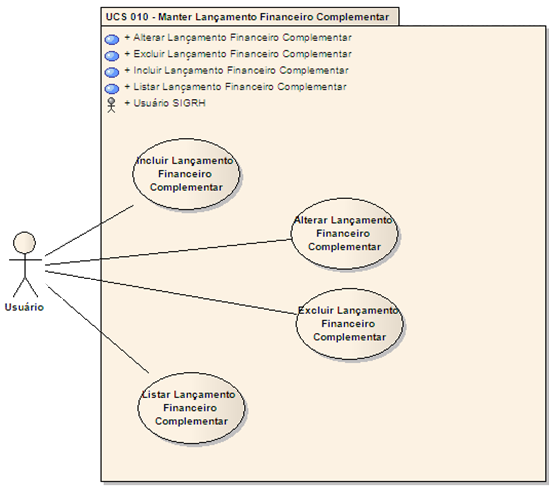 UCS 010 - Manter Lançamento Financeiro Complementar
+ Alterar Lançamento Financeiro Complementar
+ Excluir Lançamento Financeiro Complementar
+ Incluir Lançamento Financeiro Complementar
+ Listar Lançamento Financeiro Complementar
+ Usuário SIGRH
Incluir Lançamento
Financeiro
Complementar
Alterar Lançamento
Financeiro
Complementar
Usuário
Excluir Lançamento
Financeiro
Complementar
Listar Lançamento
Financeiro
Complementar